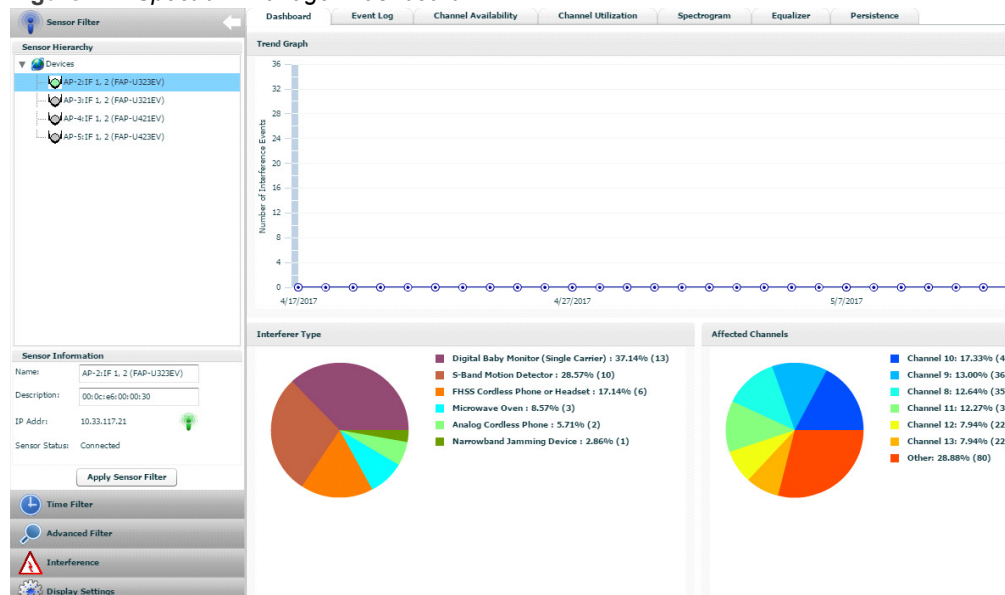 Sensor Filter
Dashboard
Event Log
Channel Availability
Channel Utilization
Spectrogram
Equalizer
Persistence
Sensor Hierarchy
Devices
AP-2:IF 1, 2 (FAP-U323EV)
AP-3:IF 1, 2 (FAP-U321EV)
AP-4:IF 1, 2 (FAP-U421EV)
AP-5:IF 1, 2 (FAP-U423EV)
Trend Graph
Number of Interference Events
36
32
28
24
20
16
12
8
4
0
4/17/2017
4/27/2017
5/7/2017
Sensor Information
Name: AP-2:IF 1, 2 (FAP-U323EV)
Description: 00:0c:e6:00:00:30
IP Addr: 10.33.117.21
Sensor Status: Connected
Apply Sensor Filter
Time Filter
Advanced Filter
Interference
Display Settings
Interferer Type
Digital Baby Monitor (Single Carrier) : 37.14% (13)
S-Band Motion Detector : 28.57% (10)
FHSS Cordless Phone or Headset : 17.14% (6)
Microwave Oven : 8.57% (3)
Analog Cordless Phone : 5.71% (2)
Narrowband Jamming Device : 2.86% (1)
Affected Channels
Channel 10: 17.33% (4
Channel 9: 13.00% (36
Channel 8: 12.64% (35
Channel 11: 12.27% (3
Channel 12: 7.94% (22
Channel 13: 7.94% (22
Other: 28.88% (80)